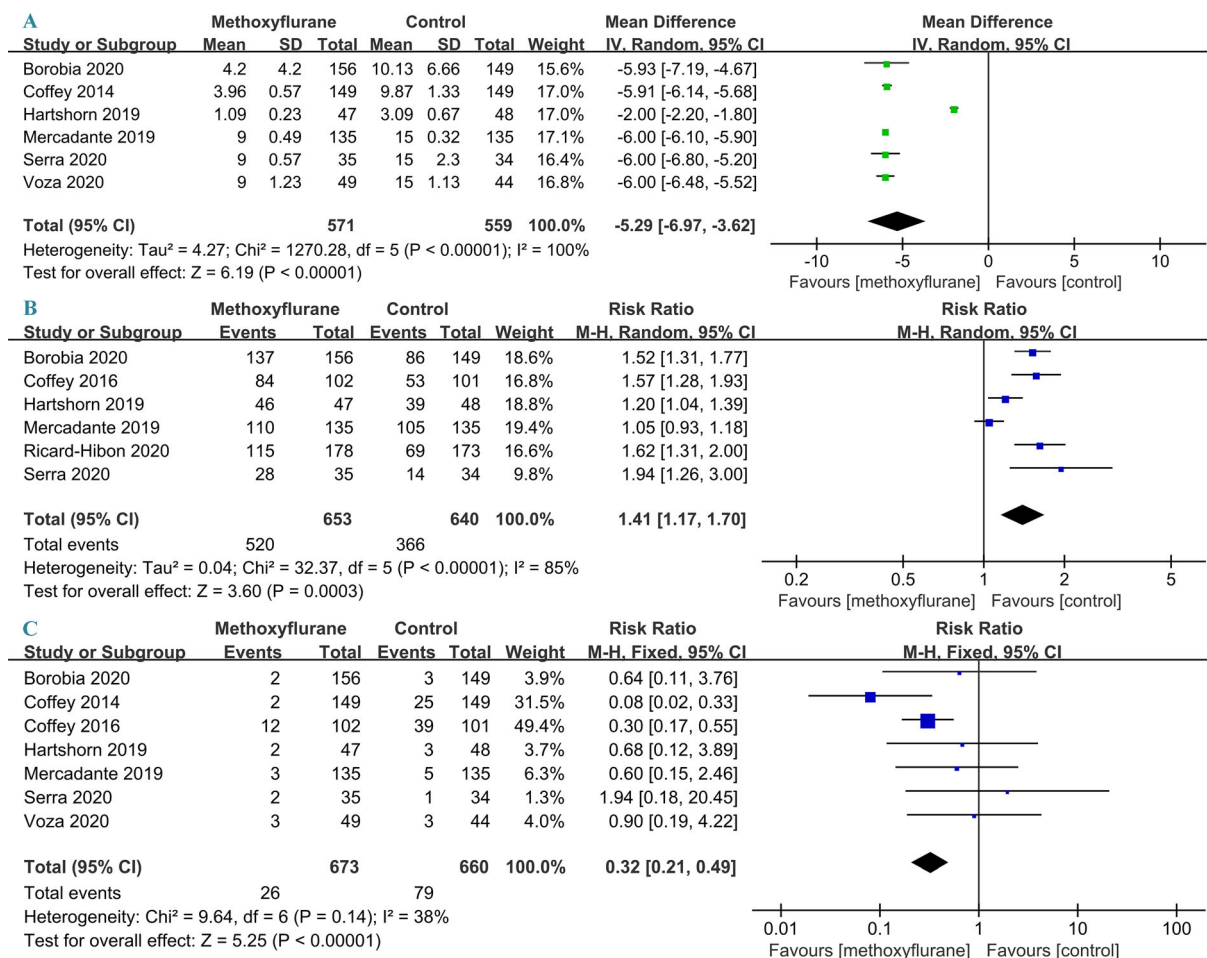 A Methoxyflurane Control Mean Difference Mean Difference
Study or Subgroup Mean SD Total Mean SD Total Weight IV, Random, 95% CI IV, Random, 95% CI
Borobia 2020 4.2 4.2 156 10.13 6.66 149 15.6% -5.93 [-7.19, -4.67]
Coffey 2014 3.96 0.57 149 9.87 1.33 149 17.0% -5.91 [-6.14, -5.68]
Hartshorn 2019 1.09 0.23 47 3.09 0.67 48 17.0% -2.00 [-2.20, -1.80]
Mercadante 2019 9 0.49 135 15 0.32 135 17.1% -6.00 [-6.10, -5.90]
Serra 2020 9 0.57 35 15 2.3 34 16.4% -6.00 [-6.80, -5.20]
Voza 2020 9 1.23 49 15 1.13 44 16.8% -6.00 [-6.48, -5.52]
Total (95% CI) 571 559 100.0% -5.29 [-6.97, -3.62]
Heterogeneity: Tau² = 4.27; Chi² = 1270.28, df = 5 (P < 0.00001); I² = 100%
Test for overall effect: Z = 6.19 (P < 0.00001)
-10 -5 0 5 10
Favours [methoxyflurane] Favours [control]
B Methoxyflurane Control Risk Ratio Risk Ratio
Study or Subgroup Events Total Events Total Weight M-H, Random, 95% CI M-H, Random, 95% CI
Borobia 2020 137 156 86 149 18.6% 1.52 [1.31, 1.77]
Coffey 2016 84 102 53 101 16.8% 1.57 [1.28, 1.93]
Hartshorn 2019 46 47 39 48 18.8% 1.20 [1.04, 1.39]
Mercadante 2019 110 135 105 135 19.4% 1.05 [0.93, 1.18]
Ricard-Hibon 2020 115 178 69 173 16.6% 1.62 [1.31, 2.00]
Serra 2020 28 35 14 34 9.8% 1.94 [1.26, 3.00]
Total (95% CI) 653 640 100.0% 1.41 [1.17, 1.70]
Total events 520 366
Heterogeneity: Tau² = 0.04; Chi² = 32.37, df = 5 (P < 0.00001); I² = 85%
Test for overall effect: Z = 3.60 (P = 0.0003)
0.2 0.5 1 2 5
Favours [methoxyflurane] Favours [control]
C Methoxyflurane Control Risk Ratio Risk Ratio
Study or Subgroup Events Total Events Total Weight M-H, Fixed, 95% CI M-H, Fixed, 95% CI
Borobia 2020 2 156 3 149 3.9% 0.64 [0.11, 3.76]
Coffey 2014 2 149 25 149 31.5% 0.08 [0.02, 0.33]
Coffey 2016 12 102 39 101 49.4% 0.30 [0.17, 0.55]
Hartshorn 2019 2 47 3 48 3.7% 0.68 [0.12, 3.89]
Mercadante 2019 3 135 5 135 6.3% 0.60 [0.15, 2.46]
Serra 2020 2 35 1 34 1.3% 1.94 [0.18, 20.45]
Voza 2020 3 49 3 44 4.0% 0.90 [0.19, 4.22]
Total (95% CI) 673 660 100.0% 0.32 [0.21, 0.49]
Total events 26 79
Heterogeneity: Chi² = 9.64, df = 6 (P = 0.14); I² = 38%
Test for overall effect: Z = 5.25 (P < 0.00001)
0.01 0.1 1 10 100
Favours [methoxyflurane] Favours [control]